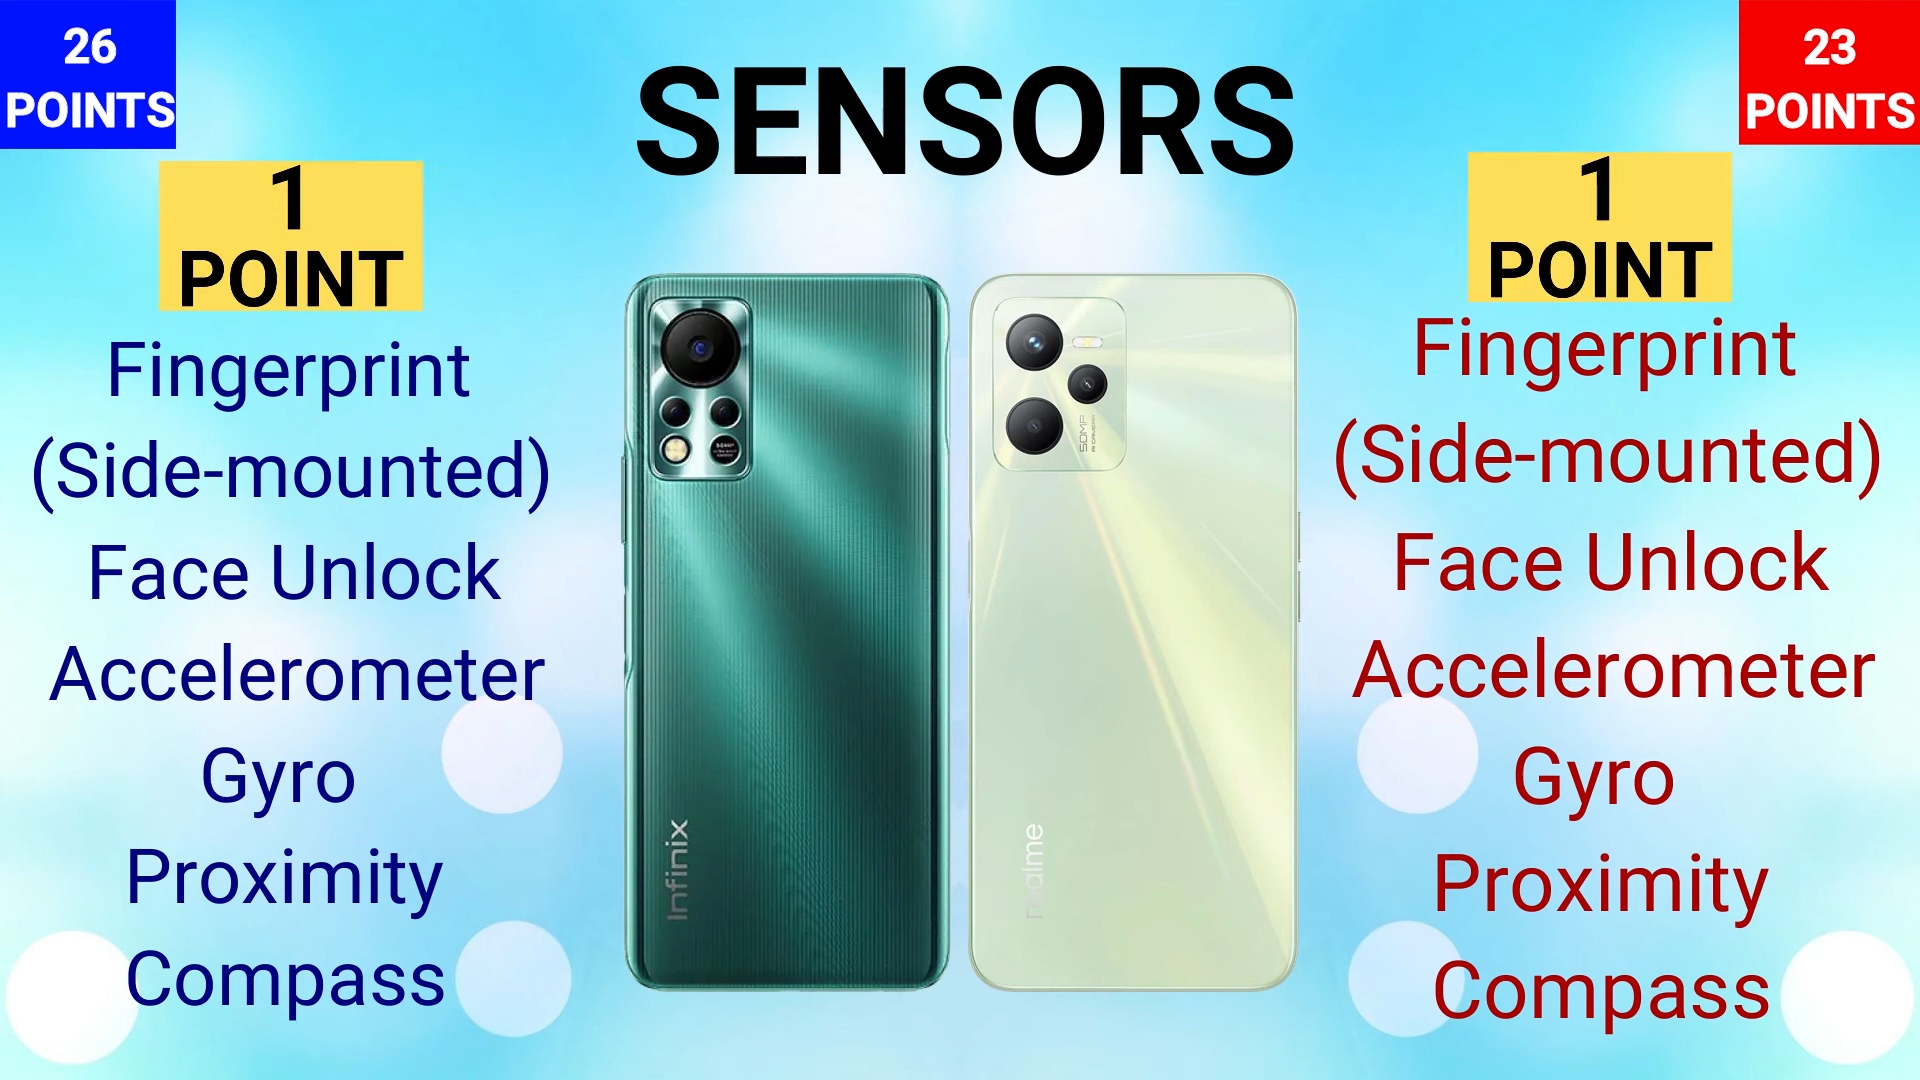 26
POINTS
SENSORS
23
POINTS
1
POINT
Fingerprint
(Side-mounted)
Face Unlock
Accelerometer
Gyro
Proximity
Compass
Infinix
50MP
realme
1
POINT
Fingerprint
(Side-mounted)
Face Unlock
Accelerometer
Gyro
Proximity
Compass